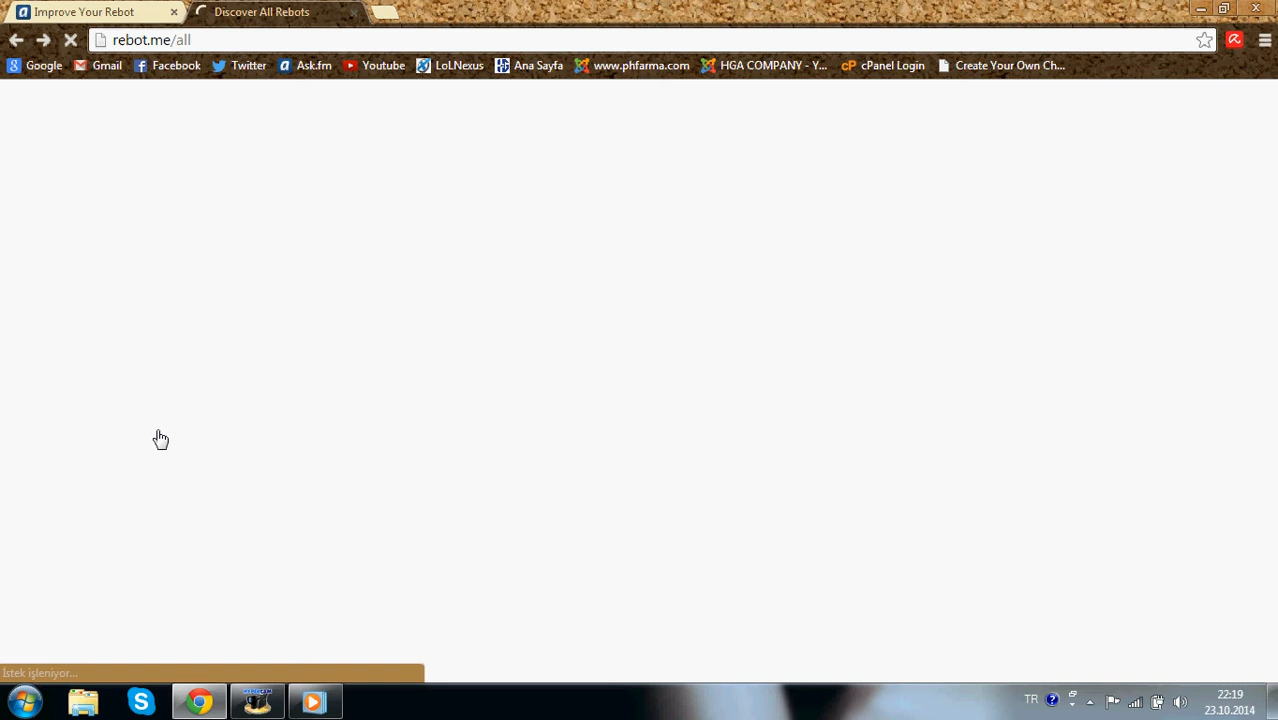 Improve Your Rebot
Discover All Rebots
rebot.me/all
Google Gmail Facebook Twitter Ask.fm Youtube LoLNexus Ana Sayfa www.phfarma.com HGA COMPANY - Y... cPanel Login Create Your Own Ch...
İstek işleniyor...
TR
22:19
23.10.2014